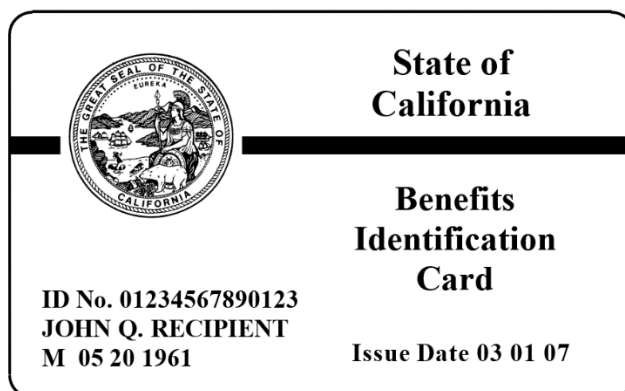 THE GREAT SEAL OF THE STATE OF CALIFORNIA
EUREKA
State of
California
Benefits
Identification
Card
ID No. 01234567890123
JOHN Q. RECIPIENT
M 05 20 1961
Issue Date 03 01 07